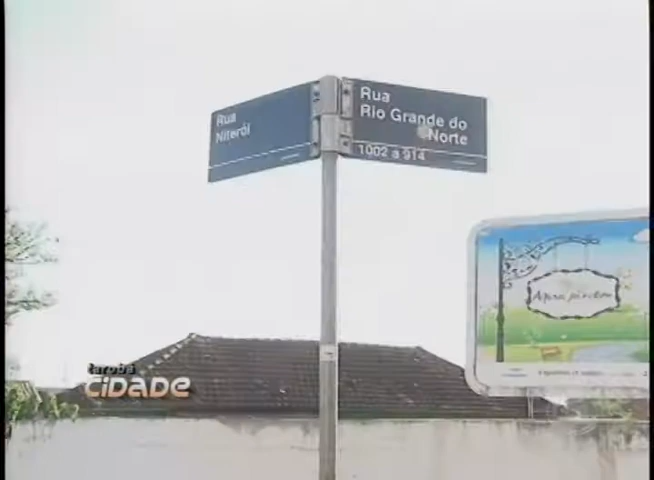 Rua
Niterói
Rua
Rio Grande do
Norte
1002 a 914
tarobá
CIDADE